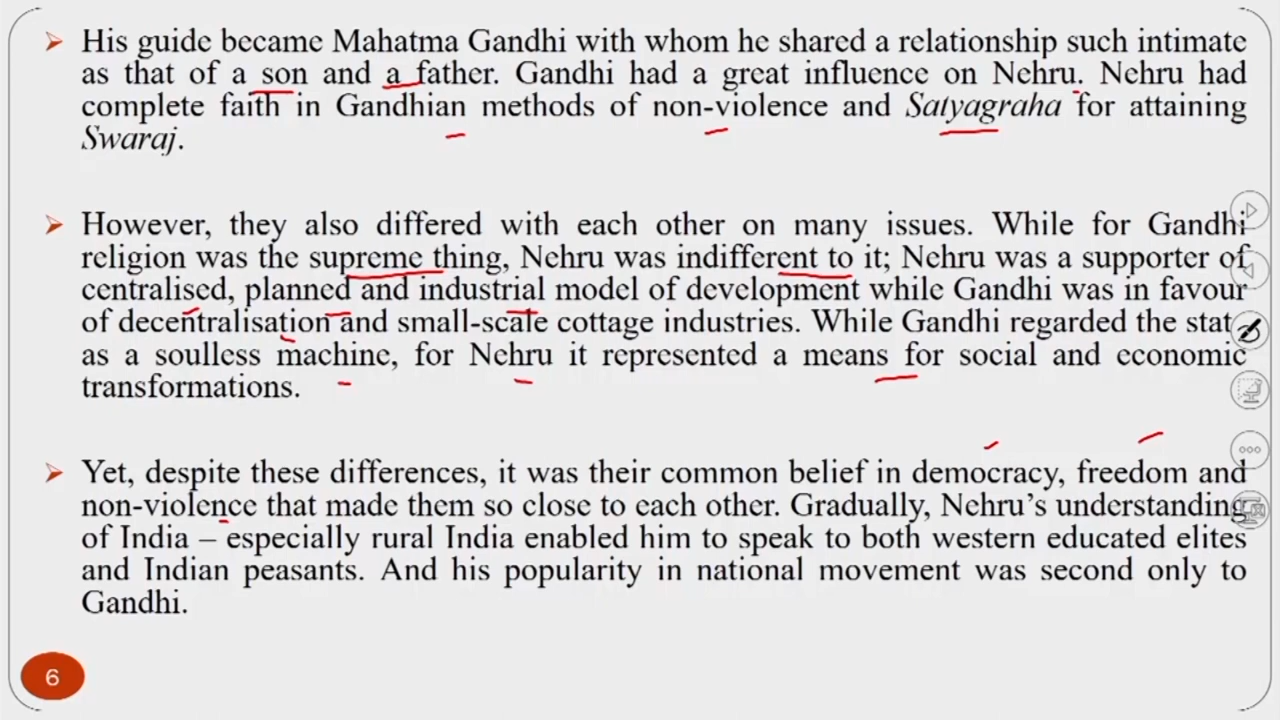 His guide became Mahatma Gandhi with whom he shared a relationship such intimate
as that of a son and a father. Gandhi had a great influence on Nehru. Nehru had
complete faith in Gandhian methods of non-violence and Satyagraha for attaining
Swaraj.
However, they also differed with each other on many issues. While for Gandhi
religion was the supreme thing, Nehru was indifferent to it; Nehru was a supporter of
centralised, planned and industrial model of development while Gandhi was in favour
of decentralisation and small-scale cottage industries. While Gandhi regarded the stat
as a soulless machine, for Nehru it represented a means for social and economic
transformations.
Yet, despite these differences, it was their common belief in democracy, freedom and
non-violence that made them so close to each other. Gradually, Nehru's understanding
of India – especially rural India enabled him to speak to both western educated elites
and Indian peasants. And his popularity in national movement was second only to
Gandhi.
6